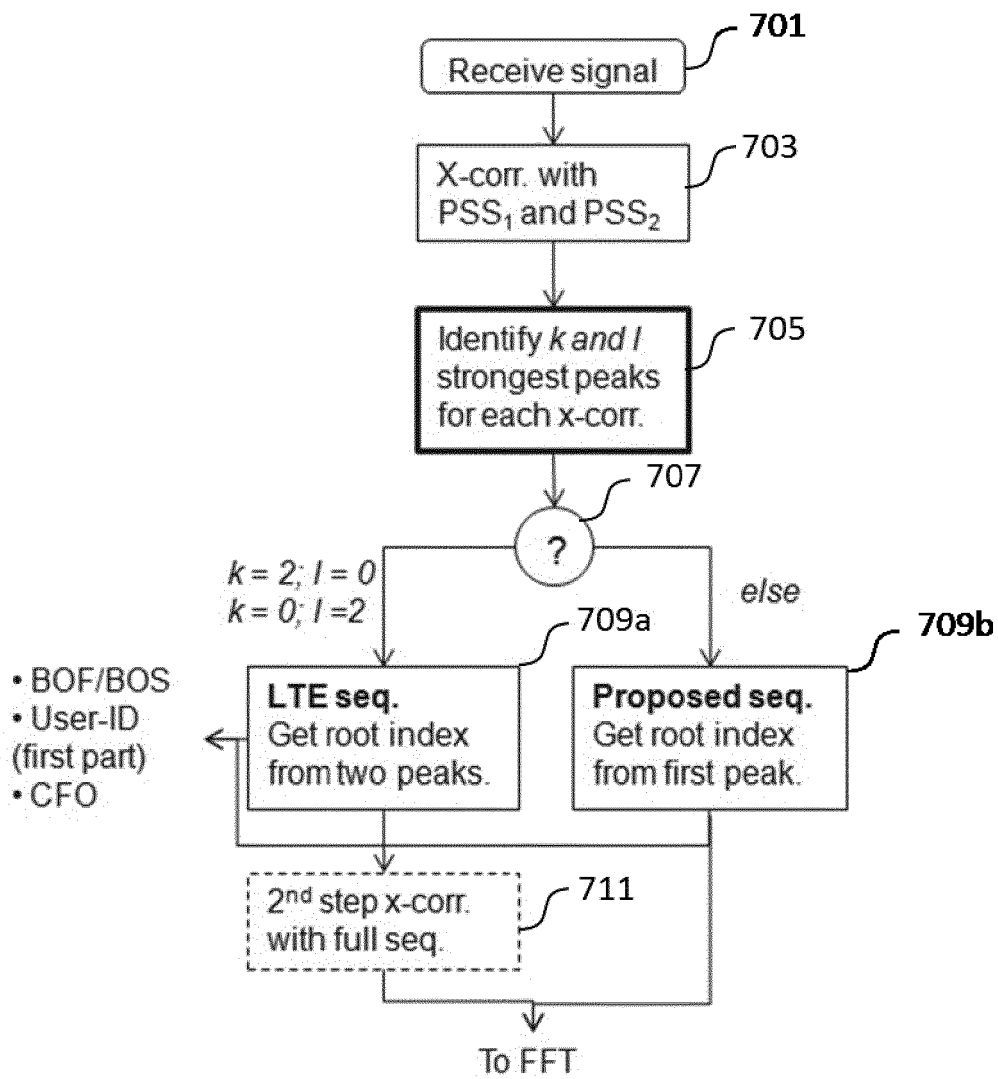 701
Receive signal
703
X-corr. with
PSS₁ and PSS₂
705
Identify k and l
strongest peaks
for each x-corr.
707
?
k = 2; l = 0
k = 0; l =2
else
709a
709b
• BOF/BOS
• User-ID
(first part)
• CFO
LTE seq.
Get root index
from two peaks.
Proposed seq.
Get root index
from first peak.
711
2ⁿᵈ step x-corr.
with full seq.
To FFT